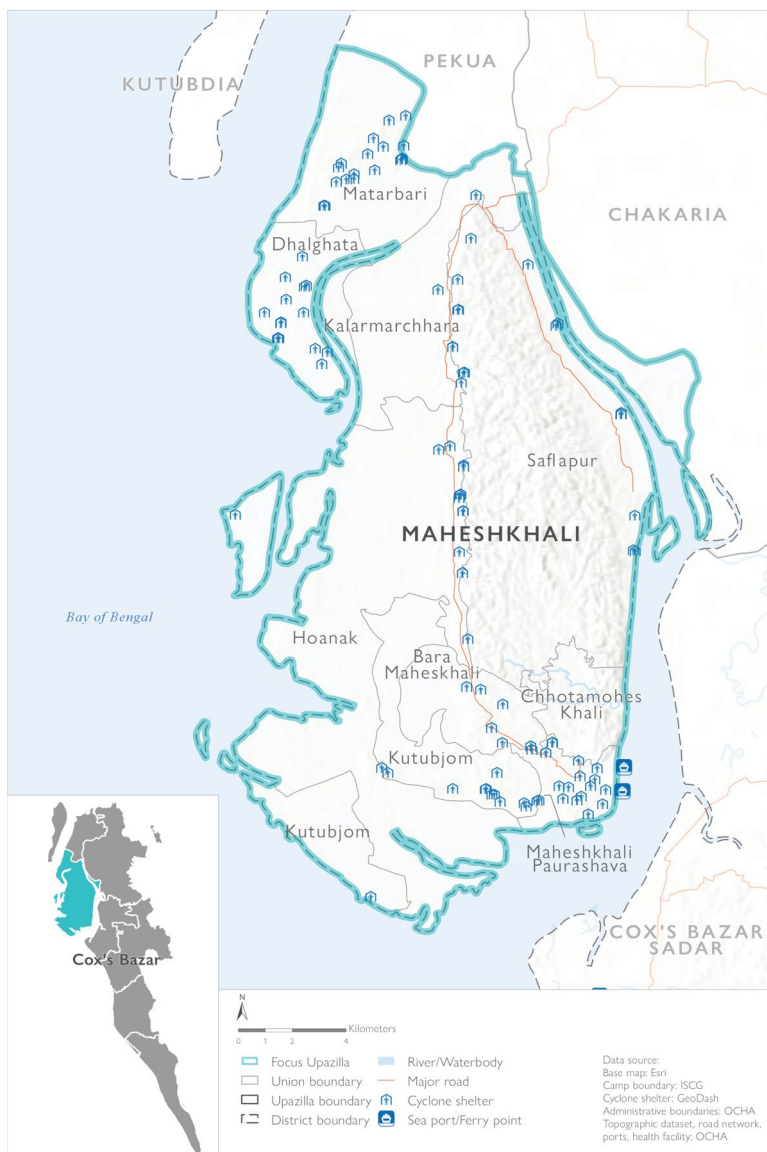 PEKUA
KUTUBDIA
Matarbari
CHAKARIA
Dhalghata
Kalarmarchhara
Saflapur
MAHESHKHALI
Bay of Bengal
Hoanak
Bara
Maheskhali
Chhotamohes
Khali
Kutubjom
Kutubjom
Maheshkhali
Paurashava
COX'S BAZAR
SADAR
Cox's Bazar
N
Kilometers
0 1 2 4
Focus Upazilla
Union boundary
Upazilla boundary
District boundary
River/Waterbody
Major road
Cyclone shelter
Sea port/Ferry point
Data source:
Base map: Esri
Camp boundary: ISCG
Cyclone shelter: GeoDash
Administrative boundaries: OCHA
Topographic dataset, road network,
ports, health facility: OCHA